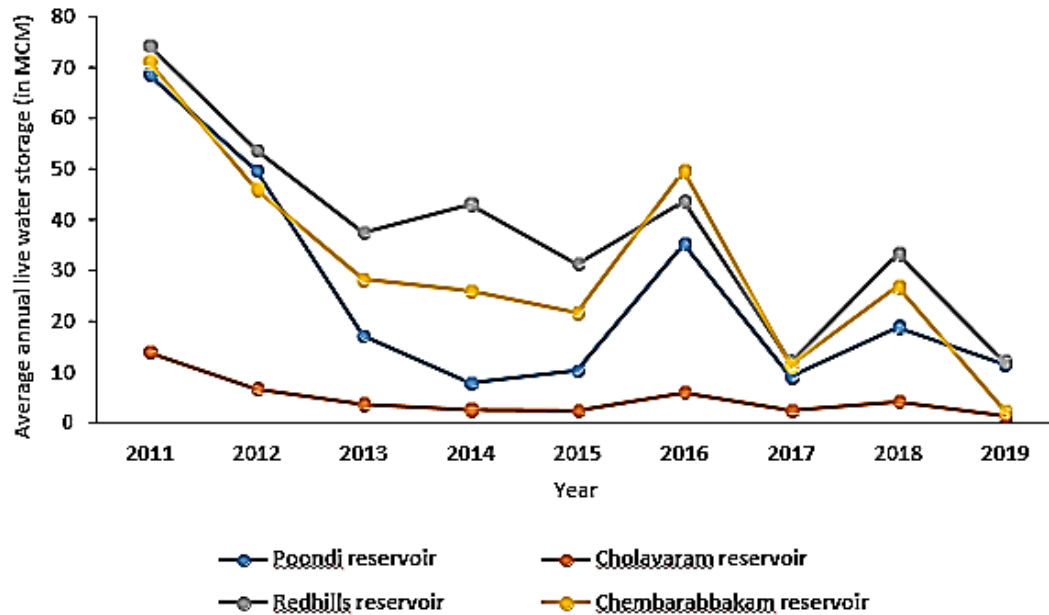 Average annual live water storage (in MCM)
80
70
60
50
40
30
20
10
0
2011 2012 2013 2014 2015 2016 2017 2018 2019
Year
Poondi reservoir Cholavaram reservoir
Redhills reservoir Chembarabbakam reservoir